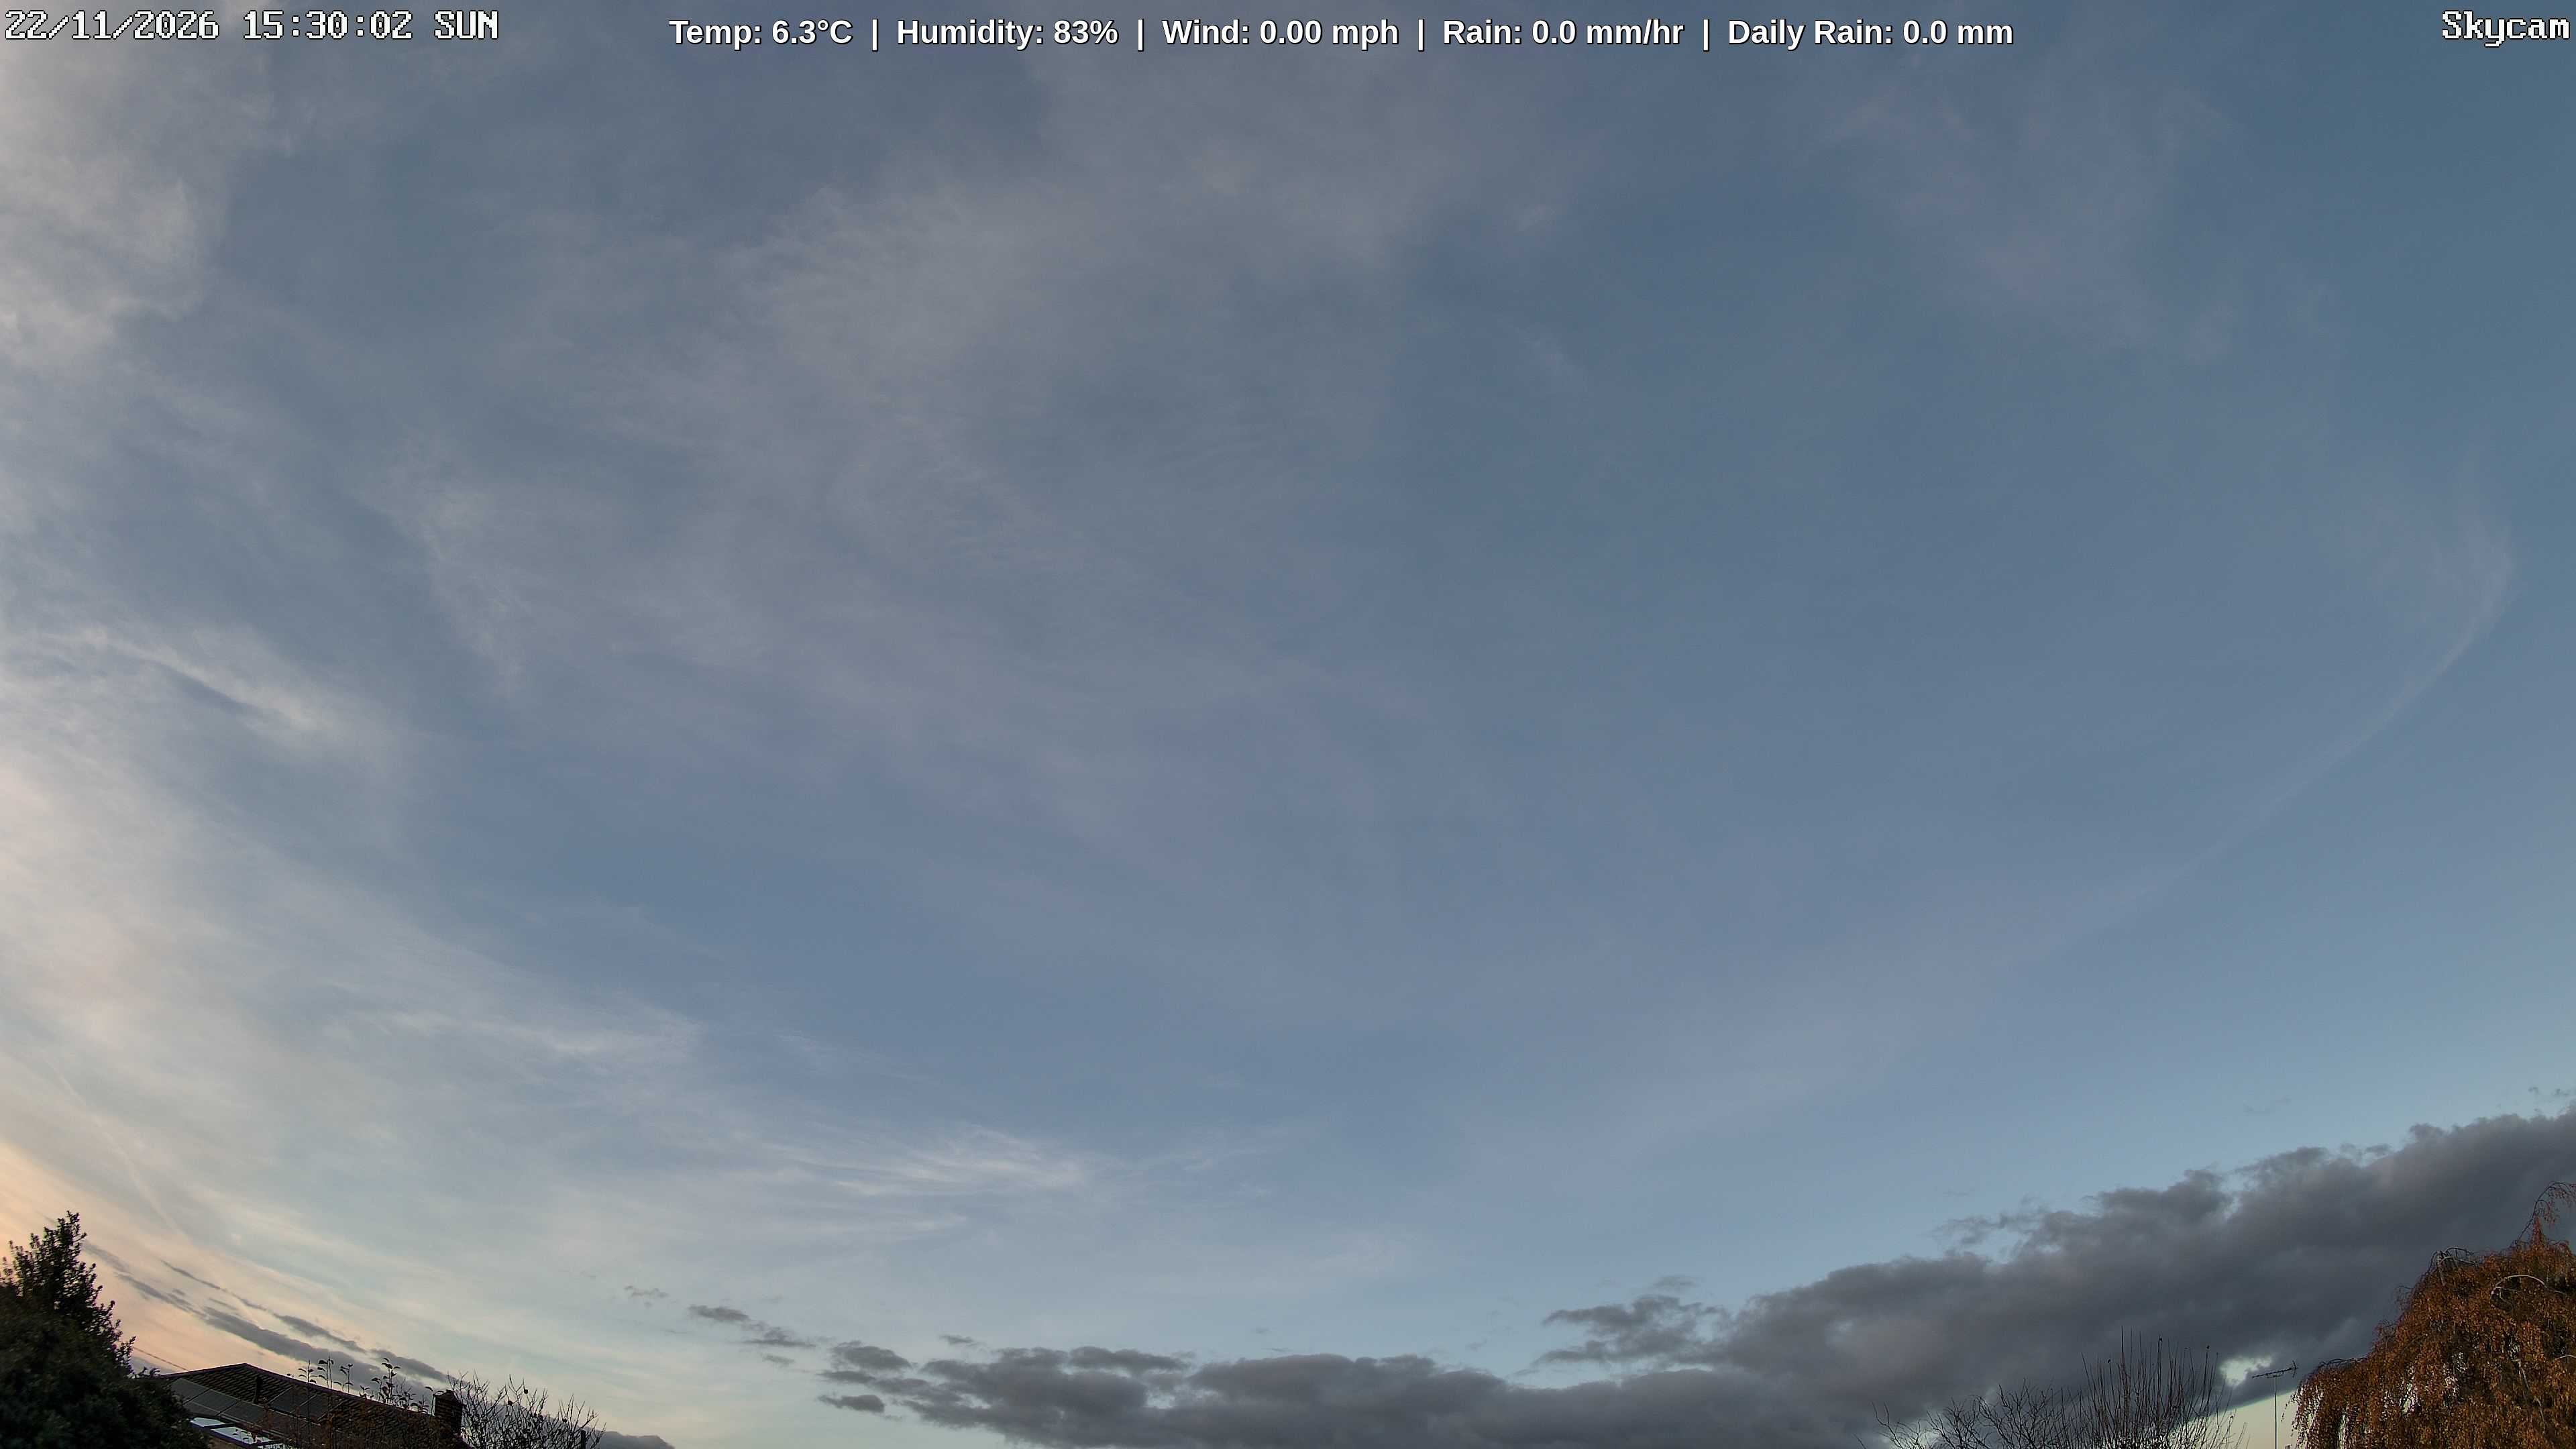 22/11/2026 15:30:02 SUN
Temp: 6.3°C | Humidity: 83% | Wind: 0.00 mph | Rain: 0.0 mm/hr | Daily Rain: 0.0 mm
Skycam